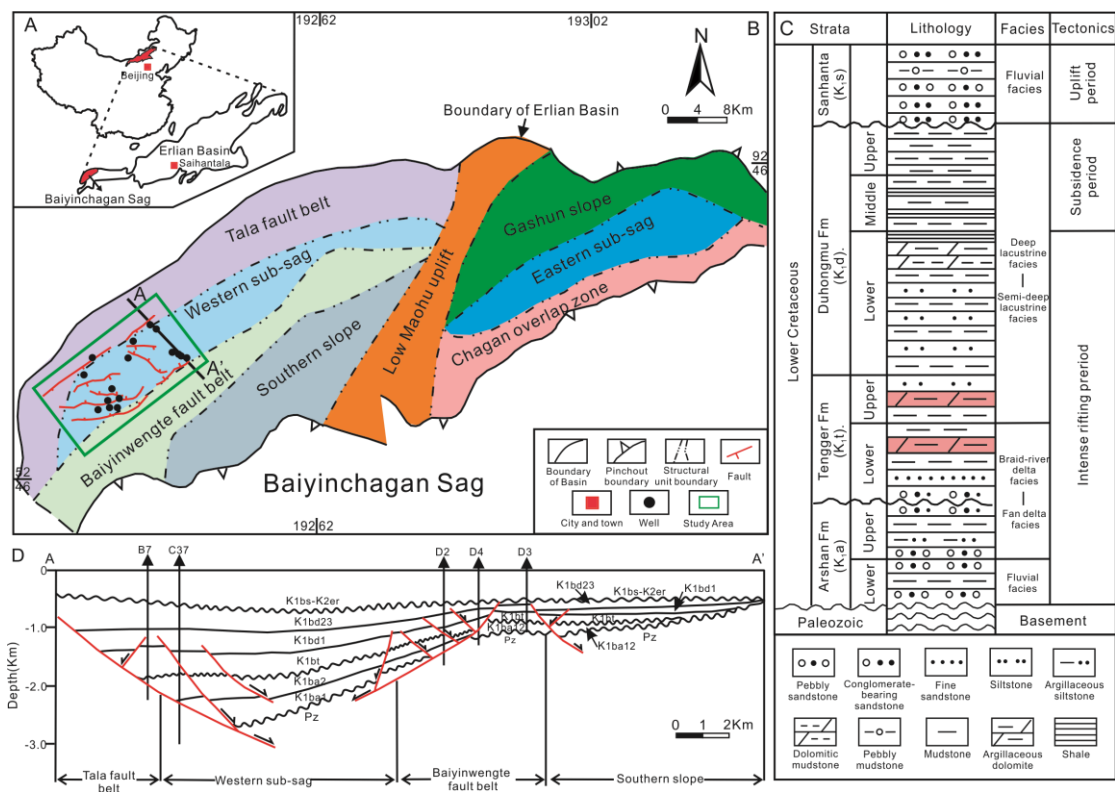 A
Beijing
Erlian Basin
Saihantala
Baiyinchagan Sag
192 62
193 02
B
N
0 4 8Km
Boundary of Erlian Basin
92
46
Tala fault belt
Western sub-sag
Low Maohu uplift
Gashun slope
Eastern sub-sag
Chagan overlap zone
Southern slope
Baiyinwengte fault belt
A
A'
52
46
Baiyinchagan Sag
192 62
Boundary of Basin
Pinchout boundary
Structural unit boundary
Fault
City and town
Well
Study Area
C
Strata
Lithology
Facies
Tectonics
Lower Cretaceous
Saihanta (K,s)
Fluvial facies
Uplift period
Duhongmu Fm (K,d).
Upper
Middle
Lower
Subsidence period
Deep lacustrine facies
Semi-deep lacustrine facies
Tengger Fm (K,t).
Upper
Lower
Intense rifting preriod
Braid-river delta facies
Fan delta facies
Arshan Fm (K,a)
Upper
Lower
Fluvial facies
Paleozoic
Basement
Pebbly sandstone
Conglomerate-bearing sandstone
Fine sandstone
Siltstone
Argillaceous siltstone
Dolomitic mudstone
Pebbly mudstone
Mudstone
Argillaceous dolomite
Shale
D
A
B7
C37
D2
D4
D3
A'
0
-1.0
-2.0
-3.0
Depth(Km)
K1bs-K2er
K1bd23
K1bd1
K1bt
K1ba2
K1ba1
Pz
K1bd23
K1bs-K2er
K1bd1
K1bt
K1ba12
Pz
K1bt
Pz
K1ba12
0 1 2Km
Tala fault belt
Western sub-sag
Baiyinwengte fault belt
Southern slope